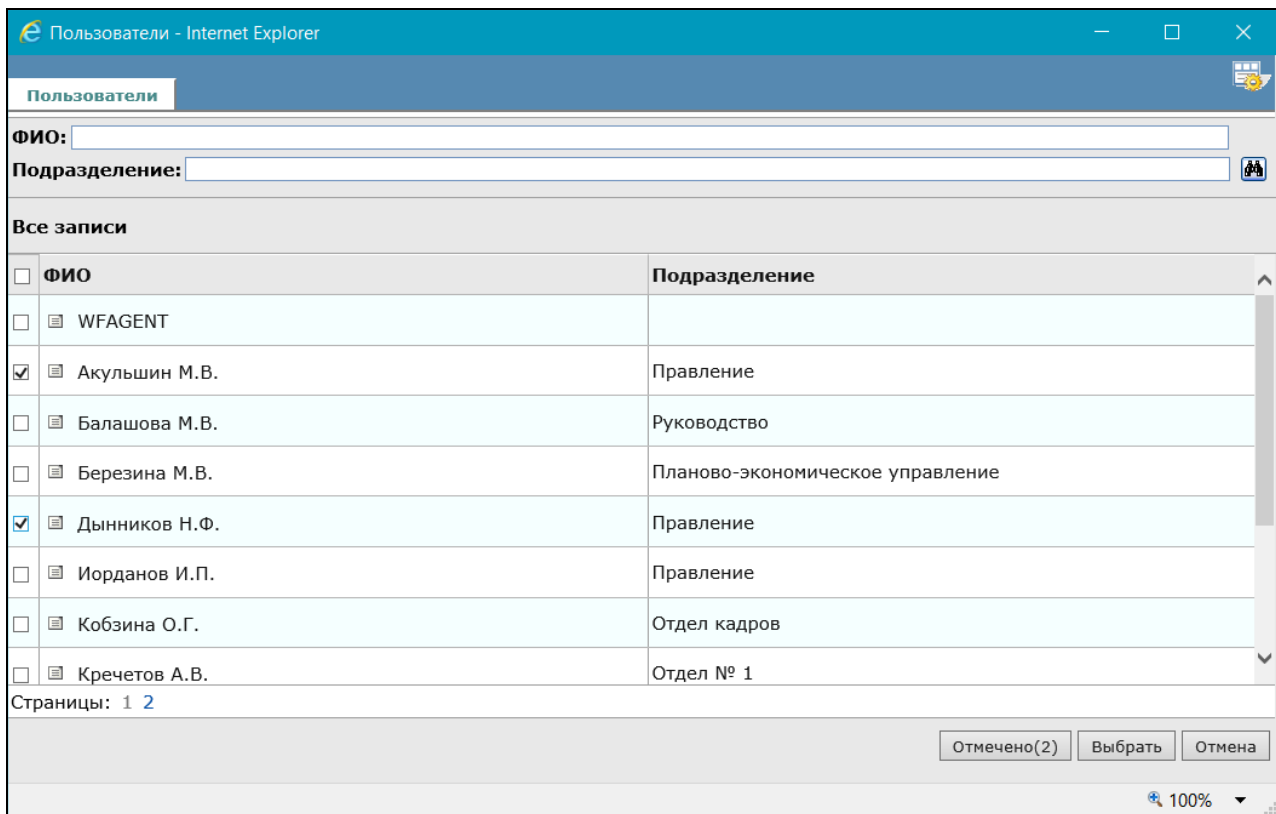 Пользователи - Internet Explorer
Пользователи
ФИО:
Подразделение:
Все записи
ФИО Подразделение
WFAGENT
Акульшин М.В. Правление
Балашова М.В. Руководство
Березина М.В. Планово-экономическое управление
Дынников Н.Ф. Правление
Иорданов И.П. Правление
Кобзина О.Г. Отдел кадров
Кречетов А.В. Отдел № 1
Страницы: 1 2
Отмечено(2) Выбрать Отмена
100%